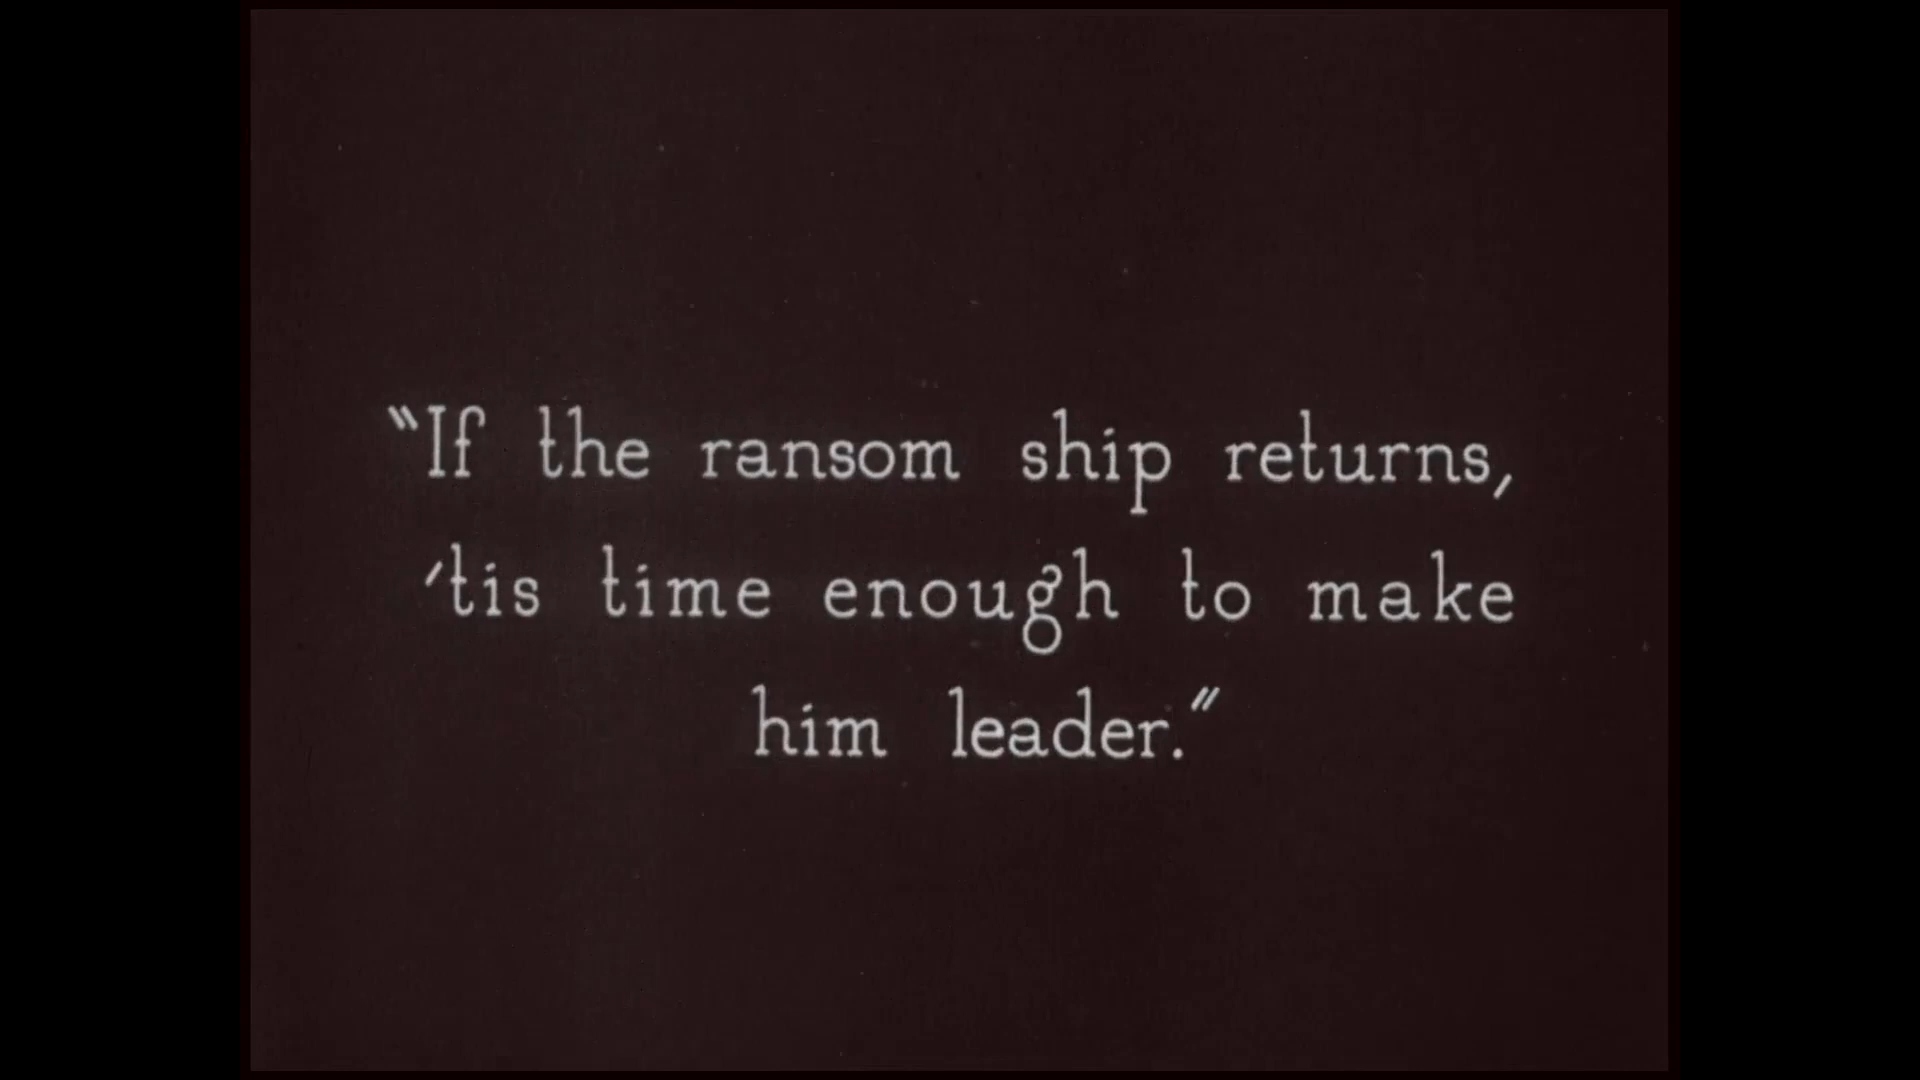 "If the ransom ship returns,
'tis time enough to make
him leader."